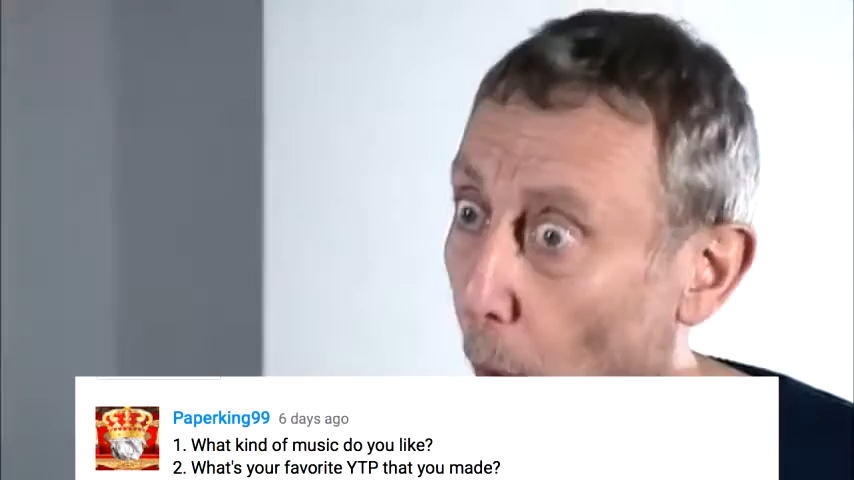 Paperking99 6 days ago
1. What kind of music do you like?
2. What's your favorite YTP that you made?